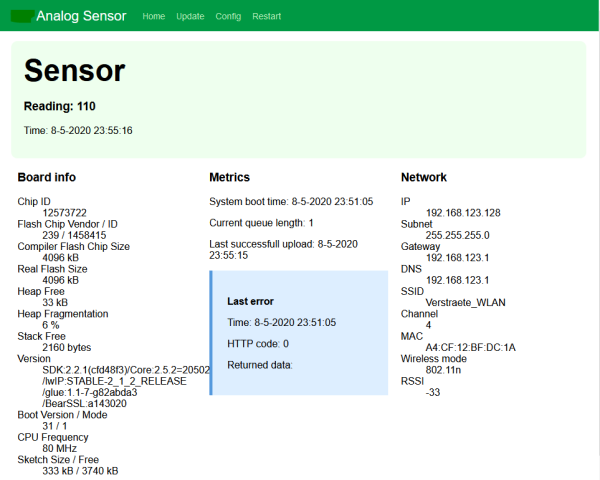 Analog Sensor Home Update Config Restart
Sensor
Reading: 110
Time: 8-5-2020 23:55:16
Board info
Chip ID
12573722
Flash Chip Vendor / ID
239 / 1458415
Compiler Flash Chip Size
4096 kB
Real Flash Size
4096 kB
Heap Free
33 kB
Heap Fragmentation
6 %
Stack Free
2160 bytes
Version
SDK:2.2.1(cfd48f3)/Core:2.5.2=20502
/lwIP:STABLE-2_1_2_RELEASE
/glue:1.1-7-g82abda3
/BearSSL:a143020
Boot Version / Mode
31 / 1
CPU Frequency
80 MHz
Sketch Size / Free
333 kB / 3740 kB
Metrics
System boot time: 8-5-2020 23:51:05
Current queue length: 1
Last successfull upload: 8-5-2020
23:55:15
Last error
Time: 8-5-2020 23:51:05
HTTP code: 0
Returned data:
Network
IP
192.168.123.128
Subnet
255.255.255.0
Gateway
192.168.123.1
DNS
192.168.123.1
SSID
Verstraete_WLAN
Channel
4
MAC
A4:CF:12:BF:DC:1A
Wireless mode
802.11n
RSSI
-33